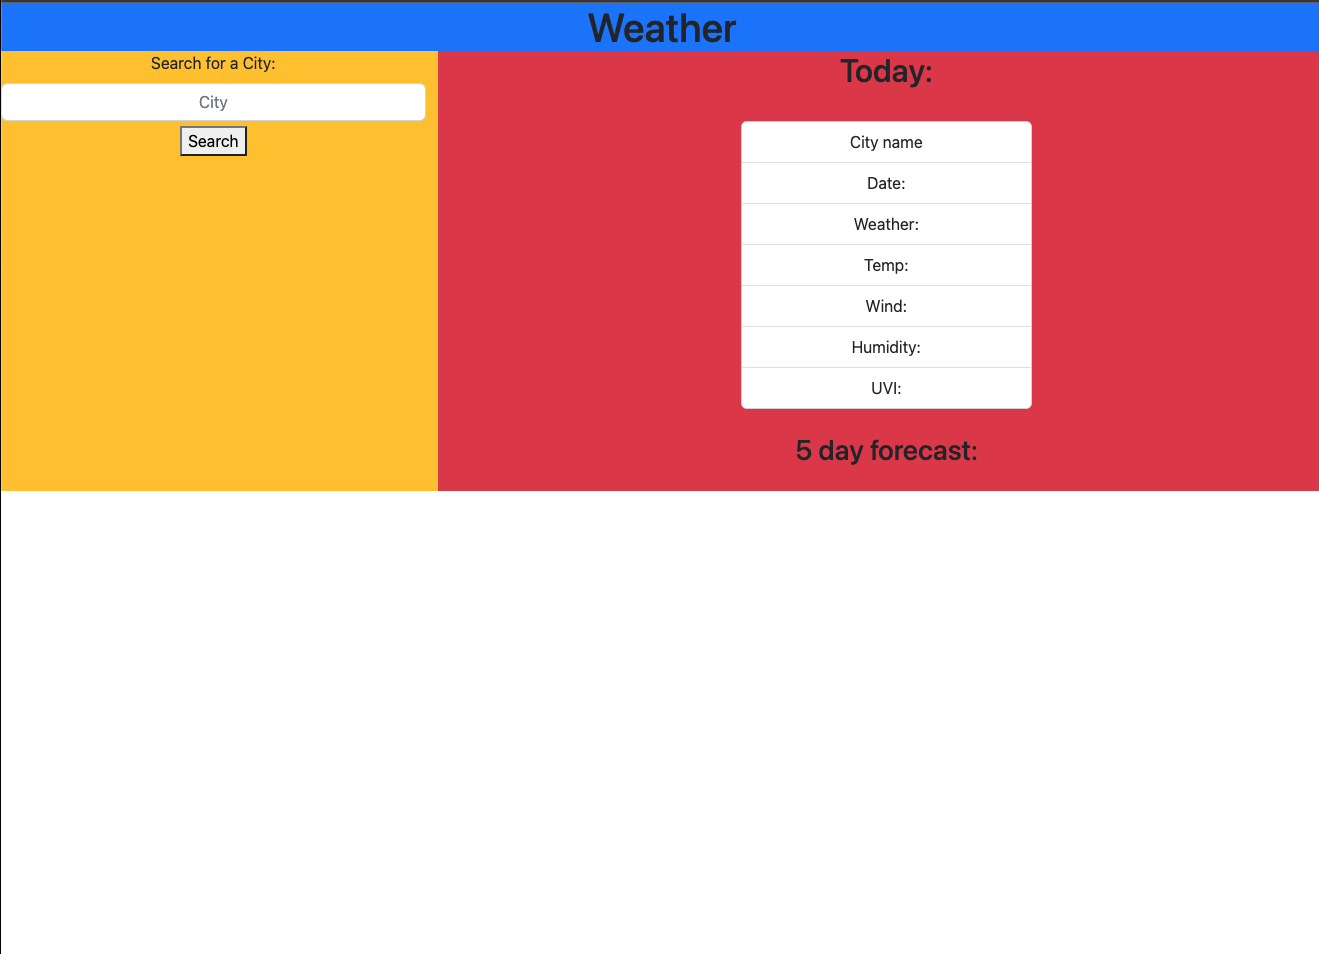 Weather
Search for a City:
City
Search
Today:
City name
Date:
Weather:
Temp:
Wind:
Humidity:
UVI:
5 day forecast: